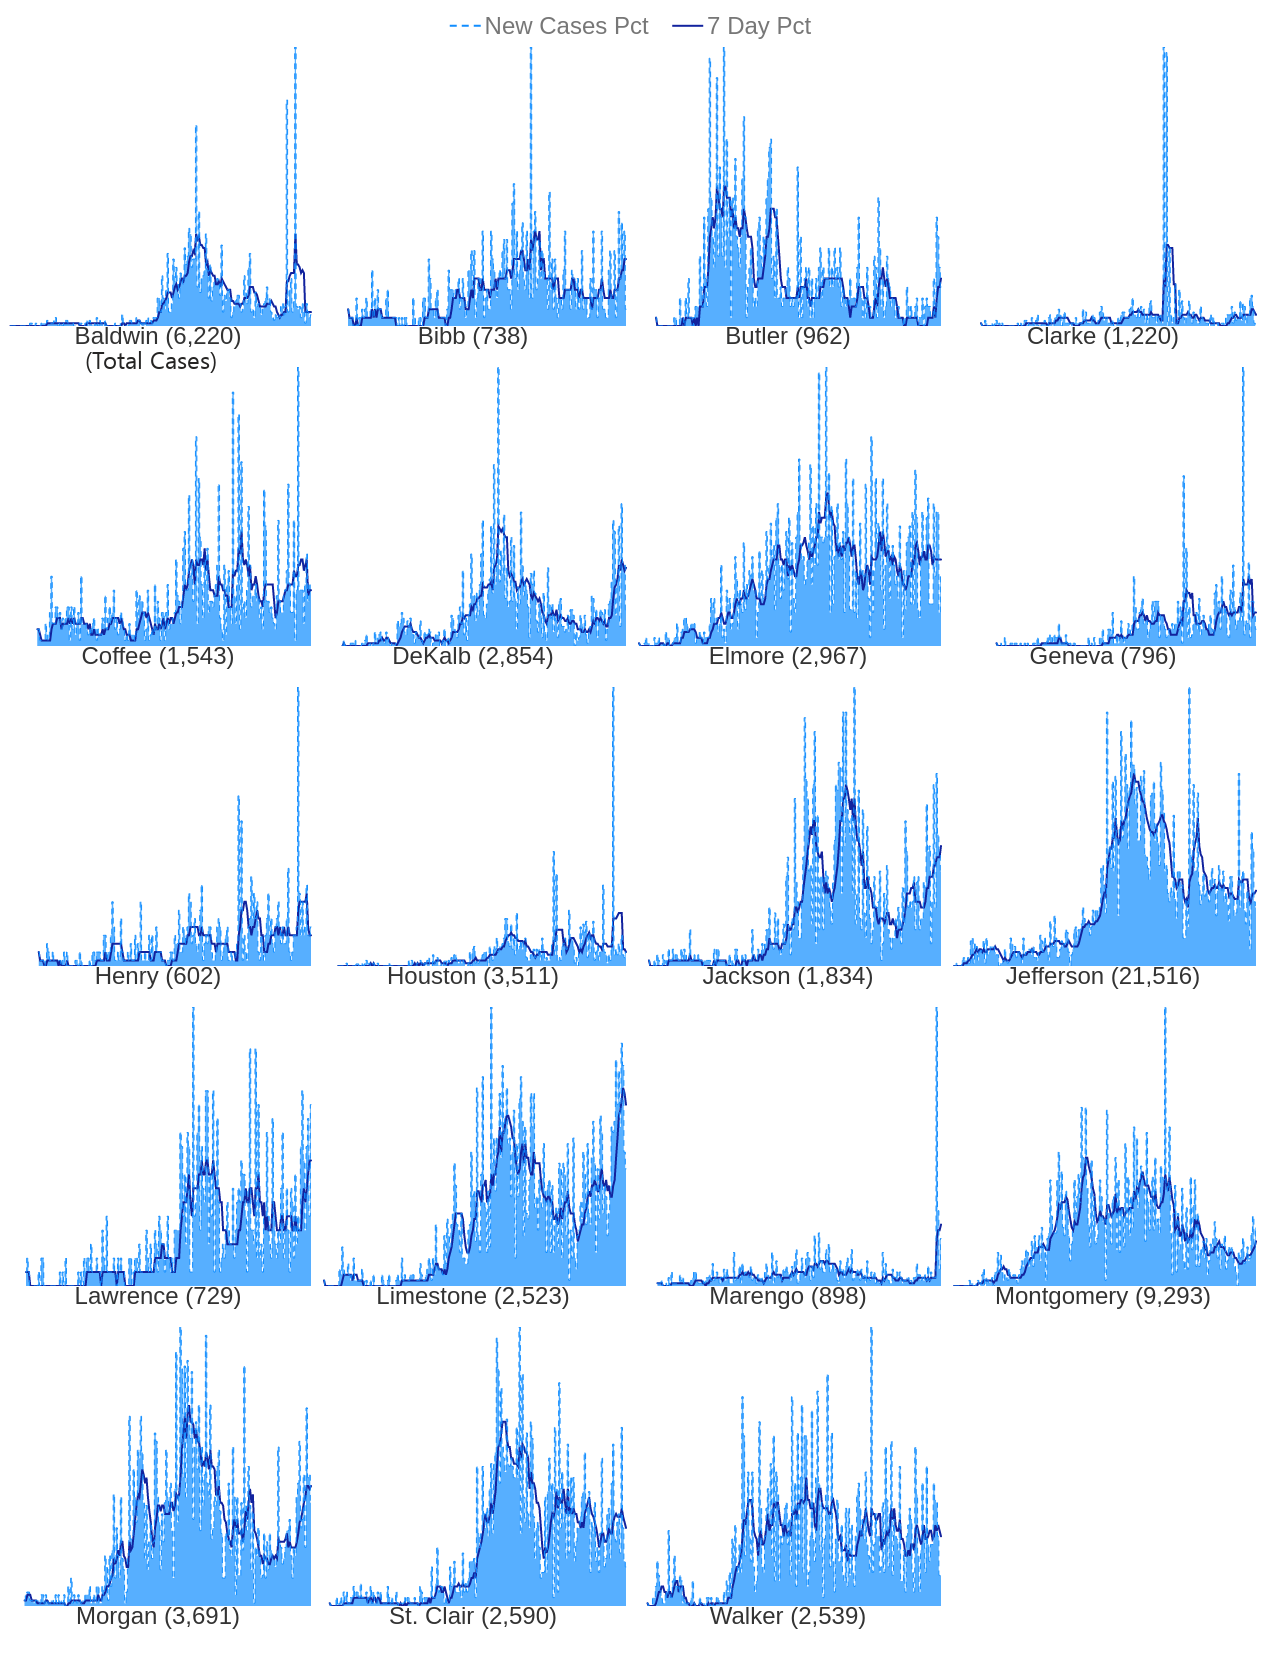 New Cases Pct 7 Day Pct
Baldwin (6,220) Bibb (738) Butler (962) Clarke (1,220)
(Total Cases)
Coffee (1,543) DeKalb (2,854) Elmore (2,967) Geneva (796)
Henry (602) Houston (3,511) Jackson (1,834) Jefferson (21,516)
Lawrence (729) Limestone (2,523) Marengo (898) Montgomery (9,293)
Morgan (3,691) St. Clair (2,590) Walker (2,539)